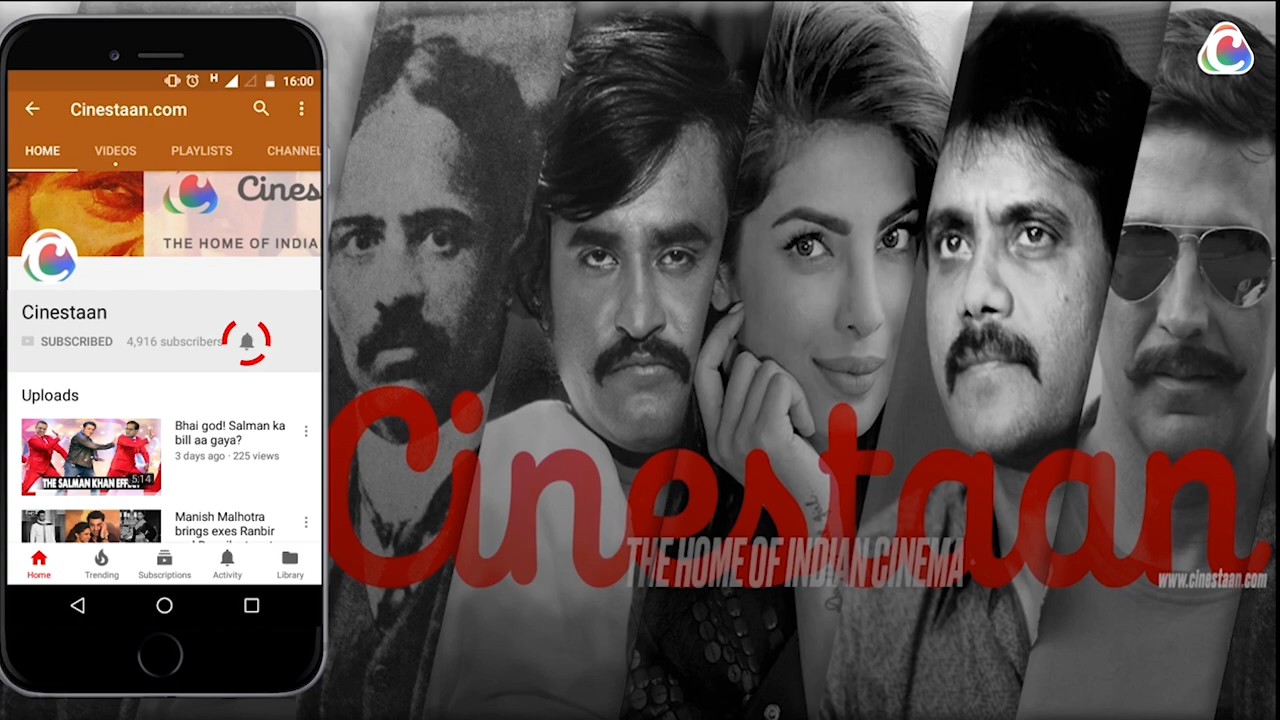 H 16:00
Cinestaan.com
HOME VIDEOS PLAYLISTS CHANNEL
Cines
THE HOME OF INDIA
Cinestaan
SUBSCRIBED 4,916 subscribers
Uploads
Bhai god! Salman ka
bill aa gaya?
3 days ago · 225 views
THE SALMAN KHAN EFFECT
5:14
Manish Malhotra
brings exes Ranbir
Home Trending Subscriptions Activity Library
Cinestaan
THE HOME OF INDIAN CINEMA
www.cinestaan.com